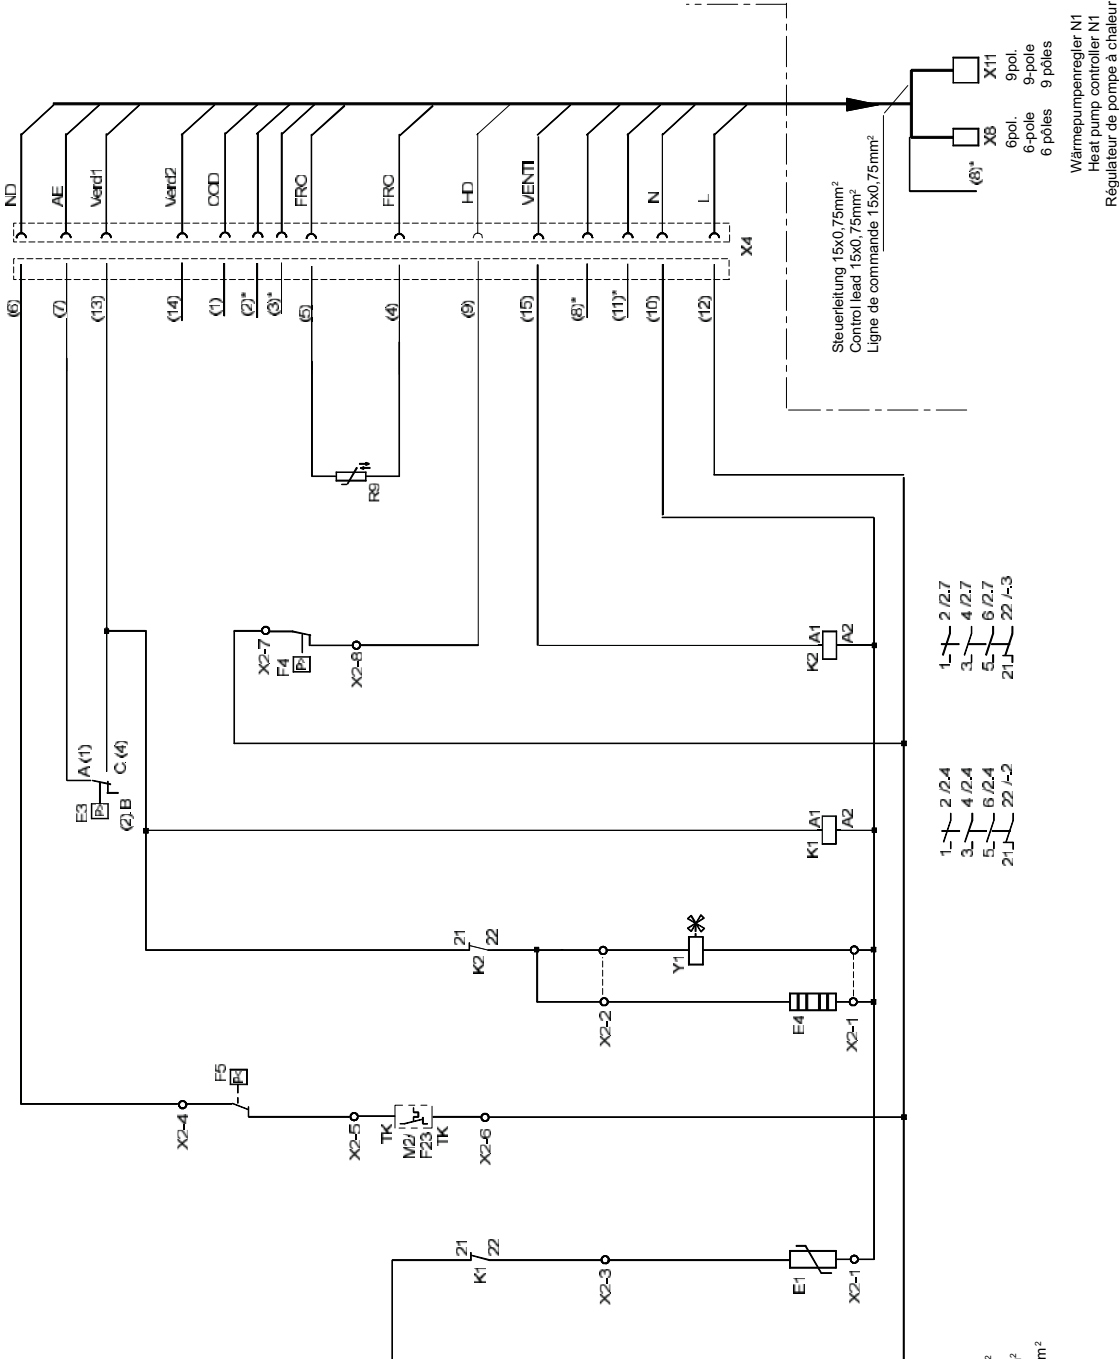 ND
AE
Verd1
Verd2
COD
FRO
FRO
HD
VENTI
N
L
X4
(6)
(7)
(13)
(14)
(1)
(2)*
(3)*
(5)
(4)
(9)
(15)
(8)*
(11)*
(10)
(12)
X8
6pol.
6-pole
6 pôles
X11
9pol.
9-pole
9 pôles
(8)*
Wärmepumpenregler N1
Heat pump controller N1
Régulateur de pompe à chaleur
Steuerleitung 15x0,75mm²
Control lead 15x0,75mm²
Ligne de commande 15x0,75mm²
R9
X2-7
F4
P>
X2-8
K2 A1
A2
1 2 /2.7
3 4 /2.7
5 6 /2.7
21 22 /-.3
E3
P>
A (1)
C (4)
(2) B
K1 A1
A2
1 2 /2.4
3 4 /2.4
5 6 /2.4
21 22 /-.2
K2
21
22
X2-2
Y1
E4
X2-1
X2-4
F5
P<
X2-5
TK
M2/
F23
TK
X2-6
K1
21
22
X2-3
E1
X2-1
²
²
m²